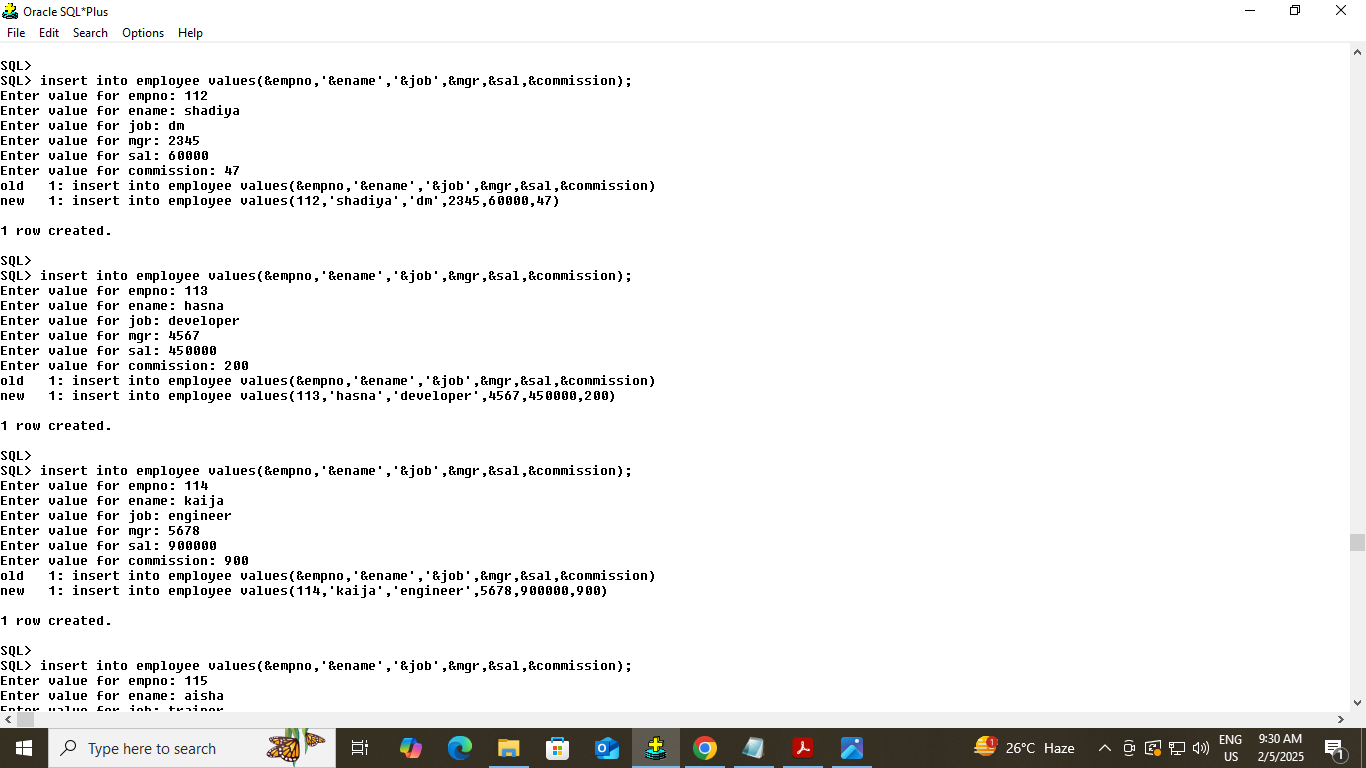 Oracle SQL*Plus
File Edit Search Options Help
SQL>
SQL> insert into employee values(&empno,'&ename','&job',&mgr,&sal,&commission);
Enter value for empno: 112
Enter value for ename: shadiya
Enter value for job: dm
Enter value for mgr: 2345
Enter value for sal: 60000
Enter value for commission: 47
old   1: insert into employee values(&empno,'&ename','&job',&mgr,&sal,&commission)
new   1: insert into employee values(112,'shadiya','dm',2345,60000,47)
1 row created.
SQL>
SQL> insert into employee values(&empno,'&ename','&job',&mgr,&sal,&commission);
Enter value for empno: 113
Enter value for ename: hasna
Enter value for job: developer
Enter value for mgr: 4567
Enter value for sal: 450000
Enter value for commission: 200
old   1: insert into employee values(&empno,'&ename','&job',&mgr,&sal,&commission)
new   1: insert into employee values(113,'hasna','developer',4567,450000,200)
1 row created.
SQL>
SQL> insert into employee values(&empno,'&ename','&job',&mgr,&sal,&commission);
Enter value for empno: 114
Enter value for ename: kaija
Enter value for job: engineer
Enter value for mgr: 5678
Enter value for sal: 900000
Enter value for commission: 900
old   1: insert into employee values(&empno,'&ename','&job',&mgr,&sal,&commission)
new   1: insert into employee values(114,'kaija','engineer',5678,900000,900)
1 row created.
SQL>
SQL> insert into employee values(&empno,'&ename','&job',&mgr,&sal,&commission);
Enter value for empno: 115
Enter value for ename: aisha
Enter value for job: trainer
Type here to search
1
26°C Haze
ENG
US
9:30 AM
2/5/2025
1